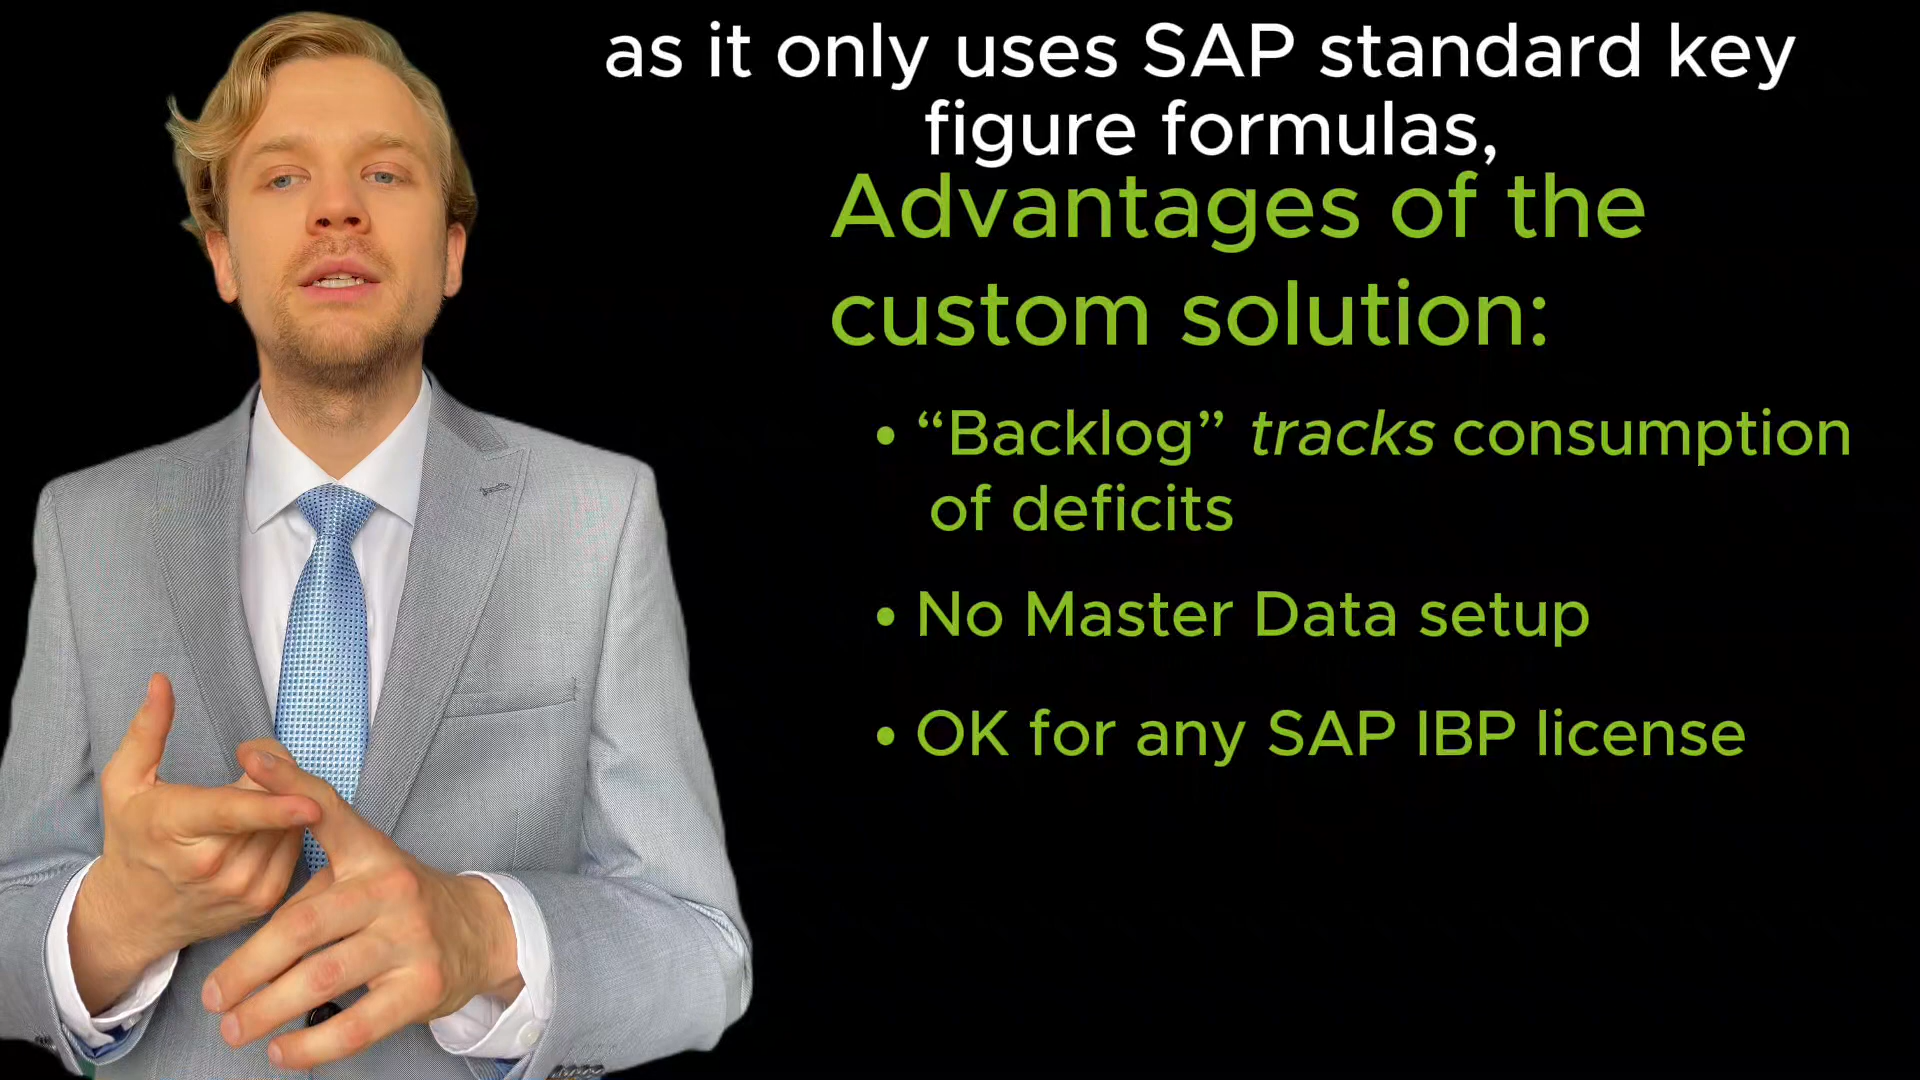 as it only uses SAP standard key
figure formulas,
Advantages of the
custom solution:
• “Backlog” tracks consumption
of deficits
• No Master Data setup
• OK for any SAP IBP license